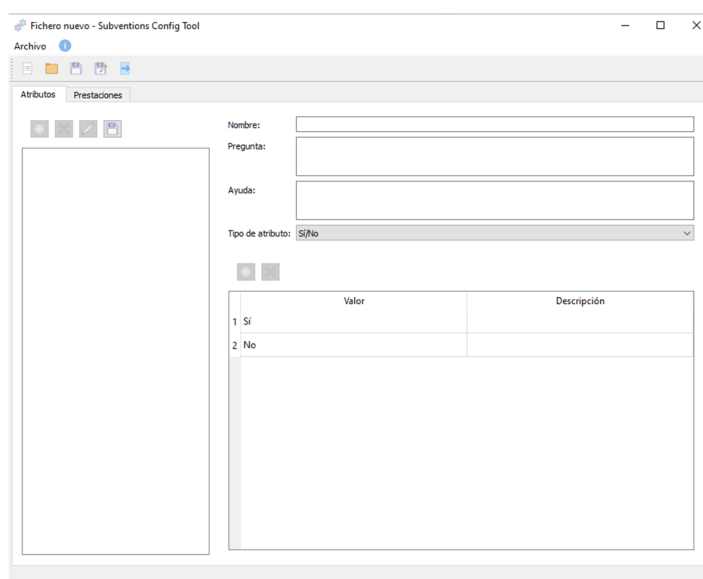 Fichero nuevo - Subventions Config Tool
Archivo
Atributos Prestaciones
Nombre:
Pregunta:
Ayuda:
Tipo de atributo: Sí/No
Valor Descripción
1 Sí
2 No